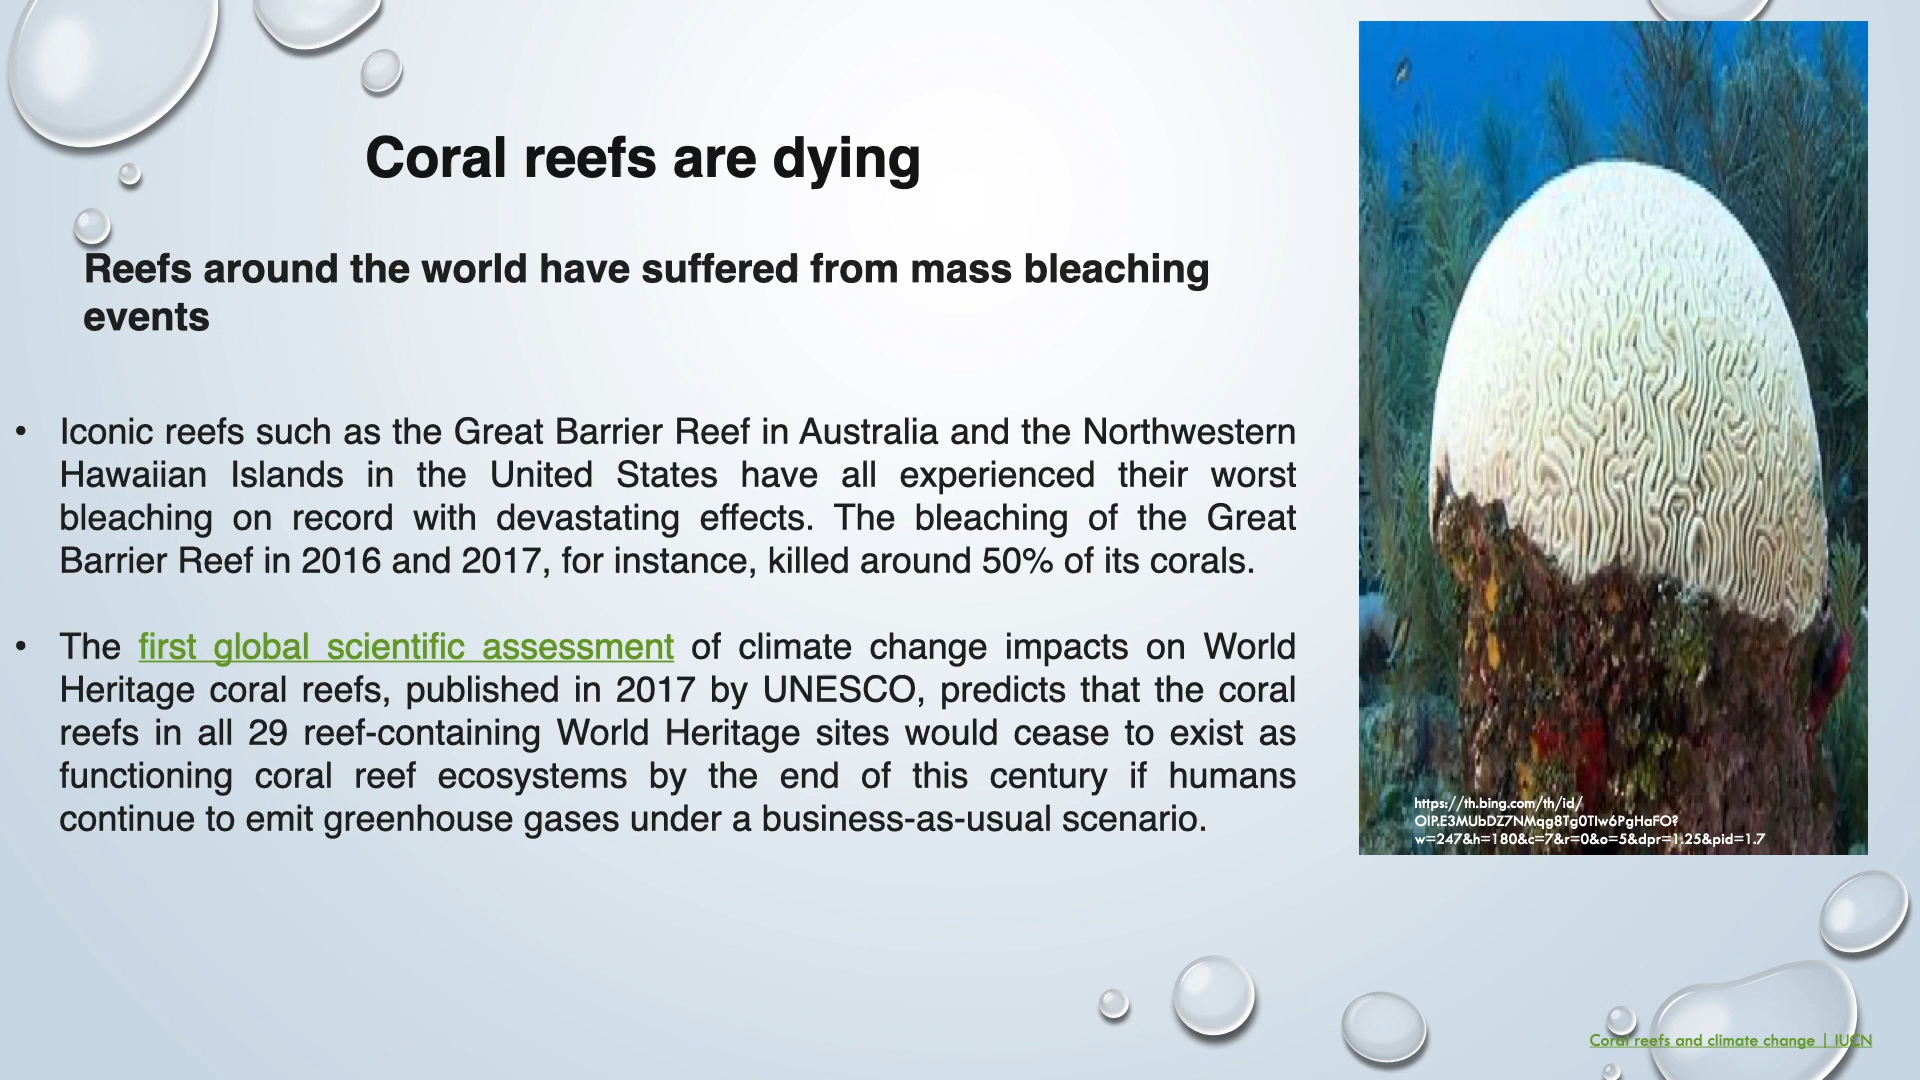 Coral reefs are dying
Reefs around the world have suffered from mass bleaching
events
• Iconic reefs such as the Great Barrier Reef in Australia and the Northwestern
Hawaiian Islands in the United States have all experienced their worst
bleaching on record with devastating effects. The bleaching of the Great
Barrier Reef in 2016 and 2017, for instance, killed around 50% of its corals.
• The first global scientific assessment of climate change impacts on World
Heritage coral reefs, published in 2017 by UNESCO, predicts that the coral
reefs in all 29 reef-containing World Heritage sites would cease to exist as
functioning coral reef ecosystems by the end of this century if humans
continue to emit greenhouse gases under a business-as-usual scenario.
https://th.bing.com/th/id/
OIP.E3MUbDZ7NMqg8Tg0TIw6PgHaFO?
w=247&h=180&c=7&r=0&o=5&dpr=1.25&pid=1.7
Coral reefs and climate change | IUCN